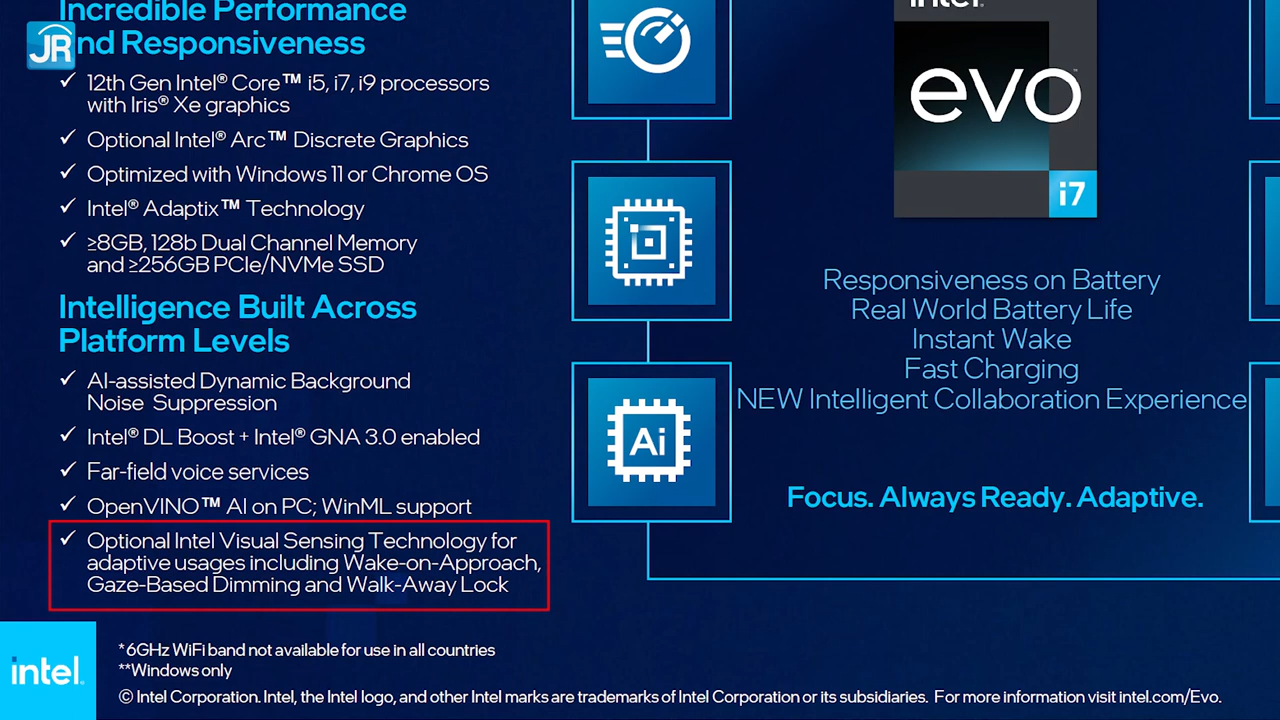 Incredible Performance
JR
nd Responsiveness
✓ 12th Gen Intel® Core™ i5, i7, i9 processors
with Iris® Xe graphics
✓ Optional Intel® Arc™ Discrete Graphics
✓ Optimized with Windows 11 or Chrome OS
✓ Intel® Adaptix™ Technology
✓ ≥8GB, 128b Dual Channel Memory
and ≥256GB PCIe/NVMe SSD
Intelligence Built Across
Platform Levels
✓ AI-assisted Dynamic Background
Noise Suppression
✓ Intel® DL Boost + Intel® GNA 3.0 enabled
✓ Far-field voice services
✓ OpenVINO™ AI on PC; WinML support
✓ Optional Intel Visual Sensing Technology for
adaptive usages including Wake-on-Approach,
Gaze-Based Dimming and Walk-Away Lock
Ai
intel.
evo™
i7
Responsiveness on Battery
Real World Battery Life
Instant Wake
Fast Charging
NEW Intelligent Collaboration Experience
Focus. Always Ready. Adaptive.
intel.
*6GHz WiFi band not available for use in all countries
**Windows only
© Intel Corporation. Intel, the Intel logo, and other Intel marks are trademarks of Intel Corporation or its subsidiaries. For more information visit intel.com/Evo.